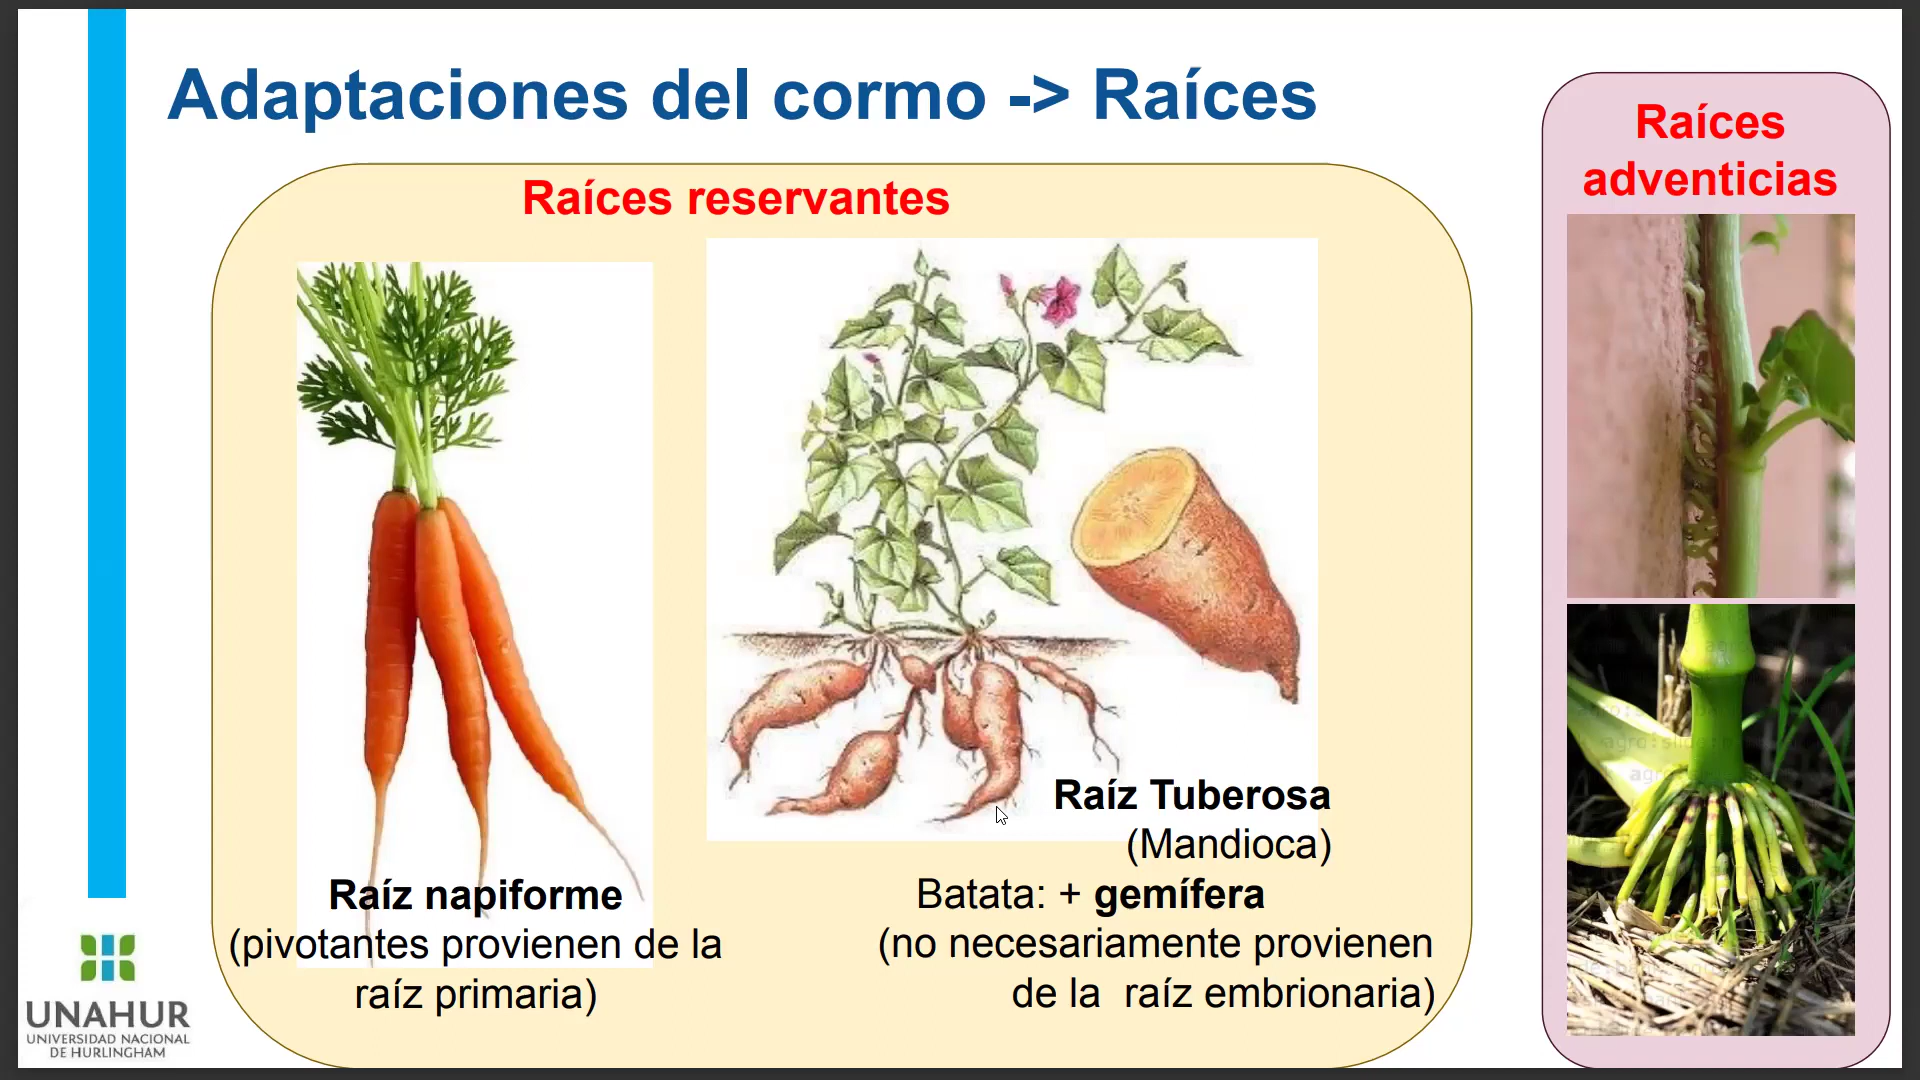 Adaptaciones del cormo -> Raíces
Raíces reservantes
Raíz napiforme
(pivotantes provienen de la
raíz primaria)
Raíz Tuberosa
(Mandioca)
Batata: + gemífera
(no necesariamente provienen
de la  raíz embrionaria)
Raíces
adventicias
UNAHUR
UNIVERSIDAD NACIONAL
DE HURLINGHAM